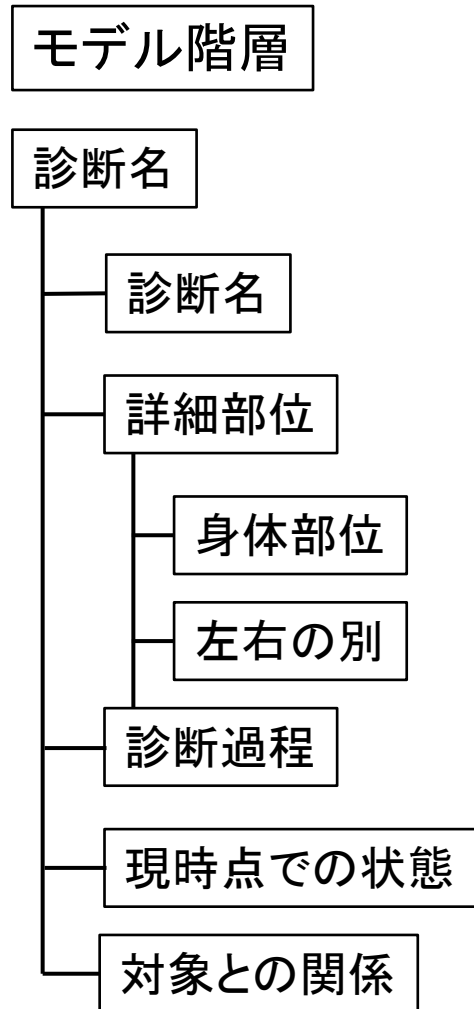 モデル階層
診断名
診断名
詳細部位
身体部位
左右の別
診断過程
現時点での状態
対象との関係